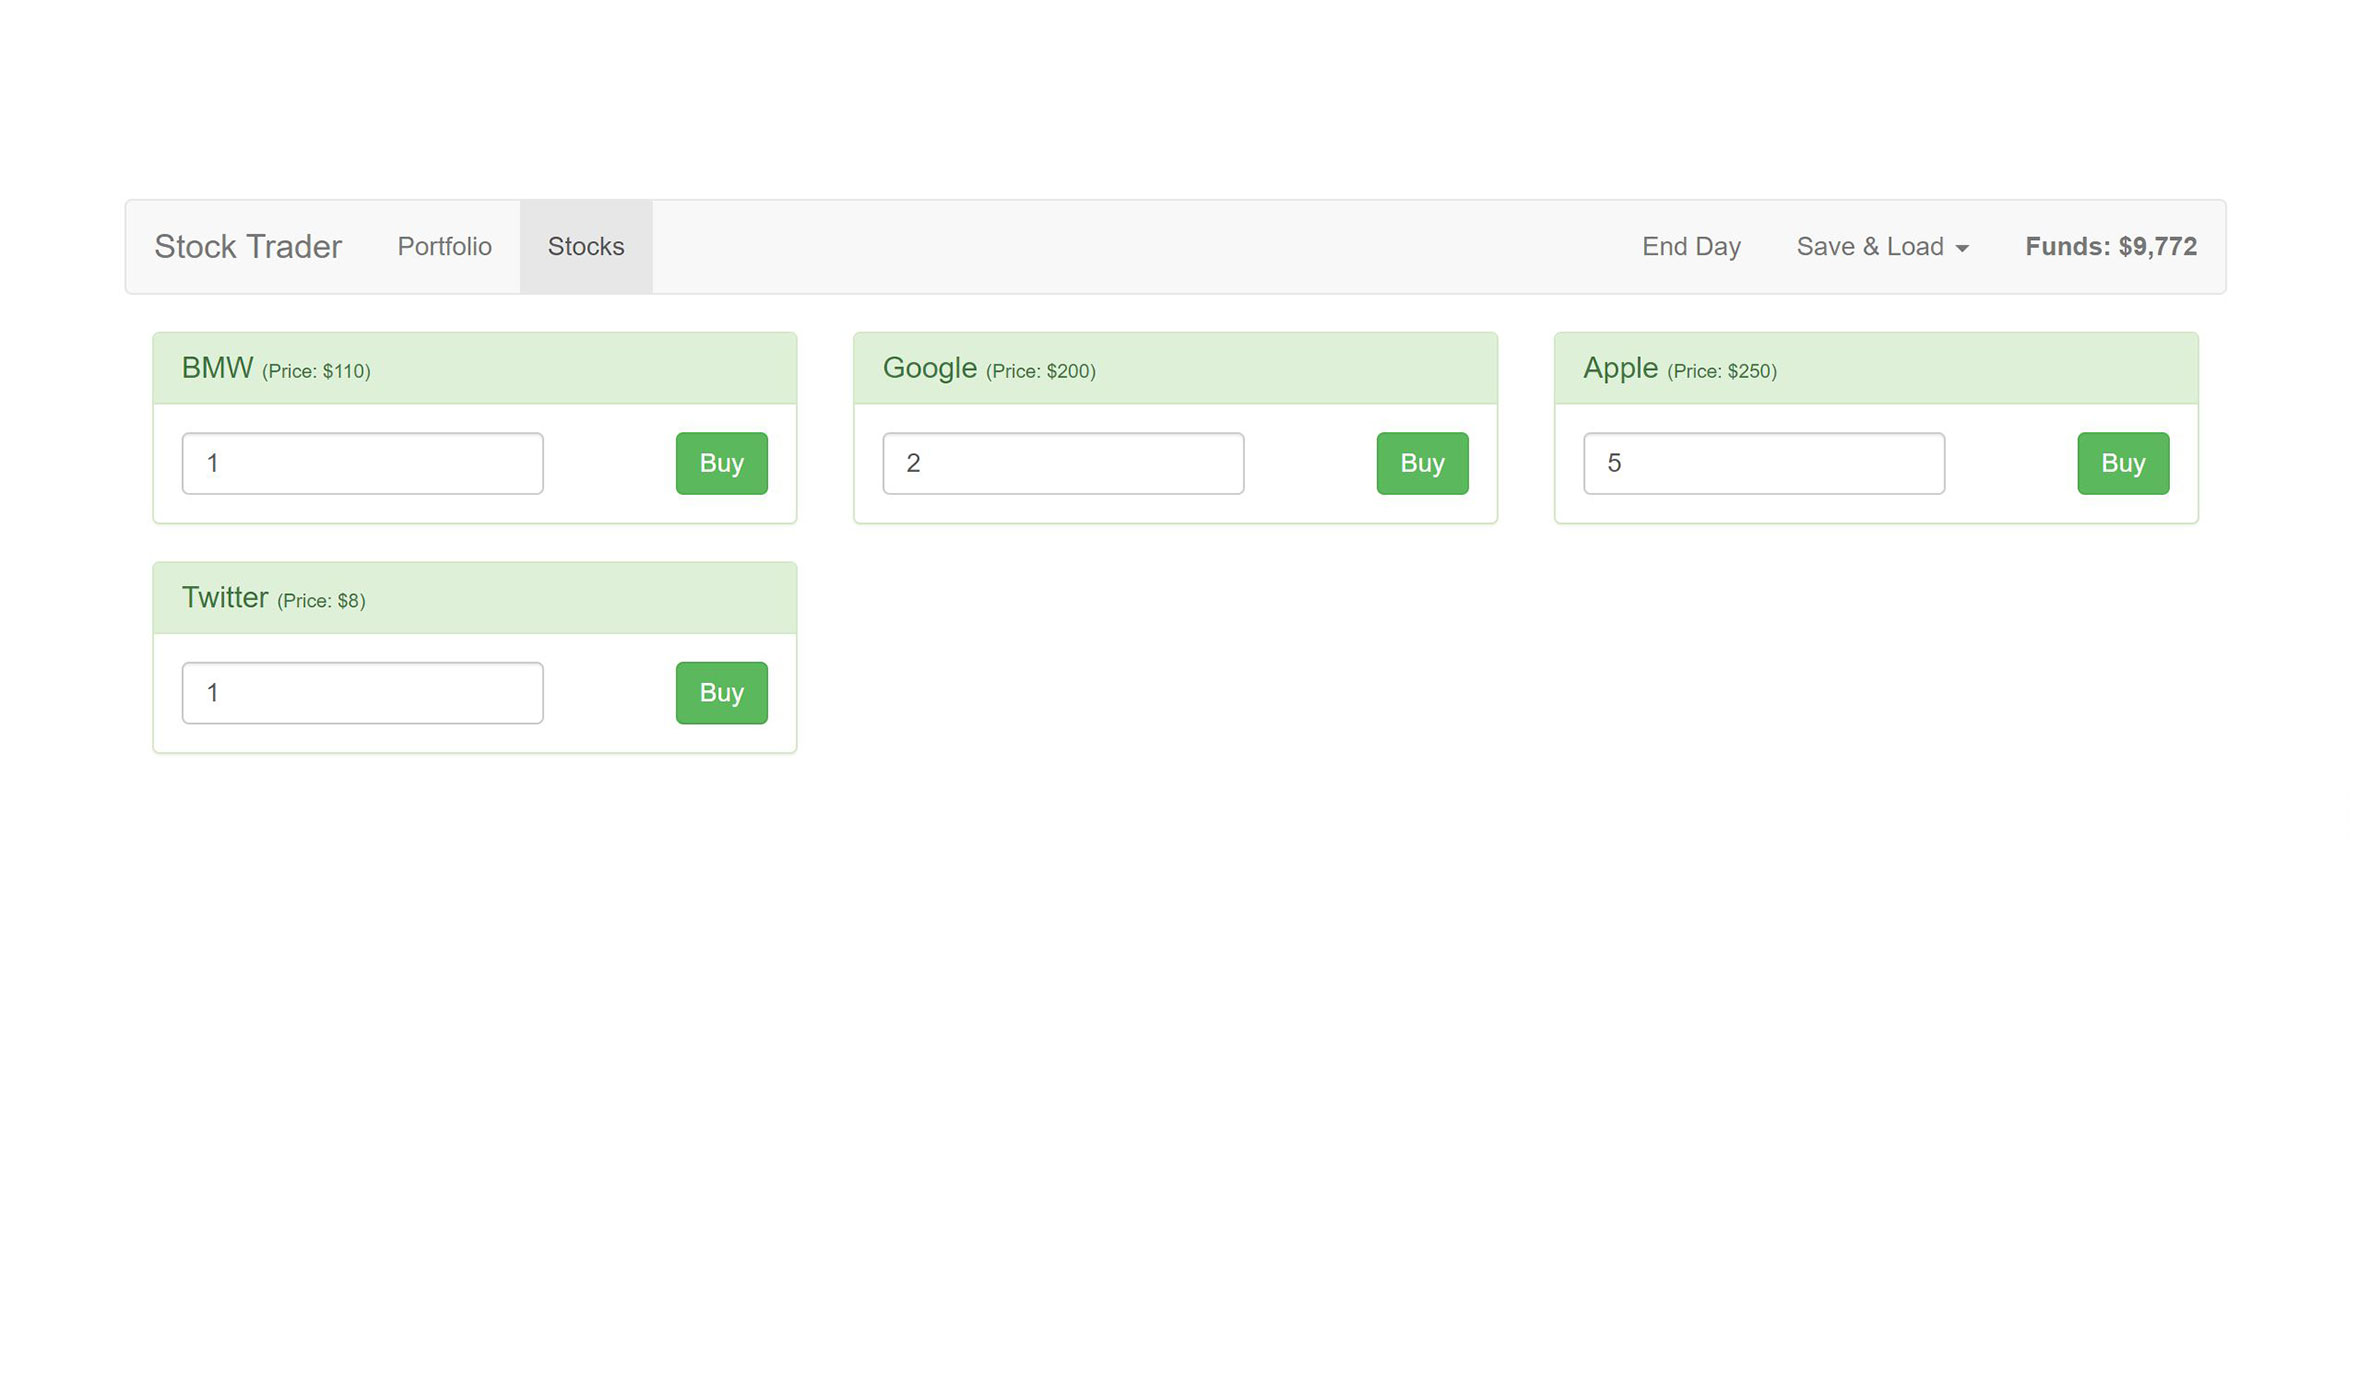 Stock Trader Portfolio Stocks End Day Save & Load Funds: $9,772
BMW (Price: $110) Google (Price: $200) Apple (Price: $250)
1 Buy 2 Buy 5 Buy
Twitter (Price: $8)
1 Buy